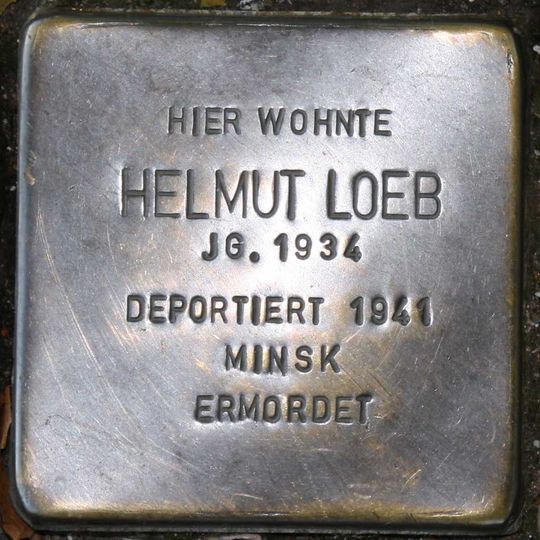 HIER WOHNTE
HELMUT LOEB
JG. 1934
DEPORTIERT 1941
MINSK
ERMORDET